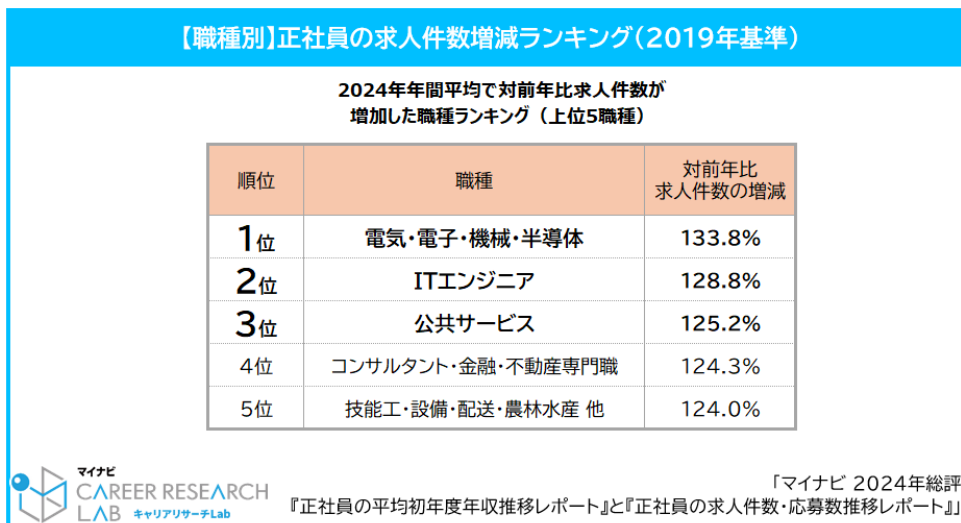 【職種別】正社員の求人件数増減ランキング（2019年基準）
2024年年間平均で対前年比求人件数が
増加した職種ランキング（上位5職種）
順位 職種 対前年比
求人件数の増減
1位 電気・電子・機械・半導体 133.8%
2位 ITエンジニア 128.8%
3位 公共サービス 125.2%
4位 コンサルタント・金融・不動産専門職 124.3%
5位 技能工・設備・配送・農林水産 他 124.0%
マイナビ
CAREER RESEARCH
LAB キャリアリサーチLab
「マイナビ 2024年総評
『正社員の平均初年度年収推移レポート』と『正社員の求人件数・応募数推移レポート』」